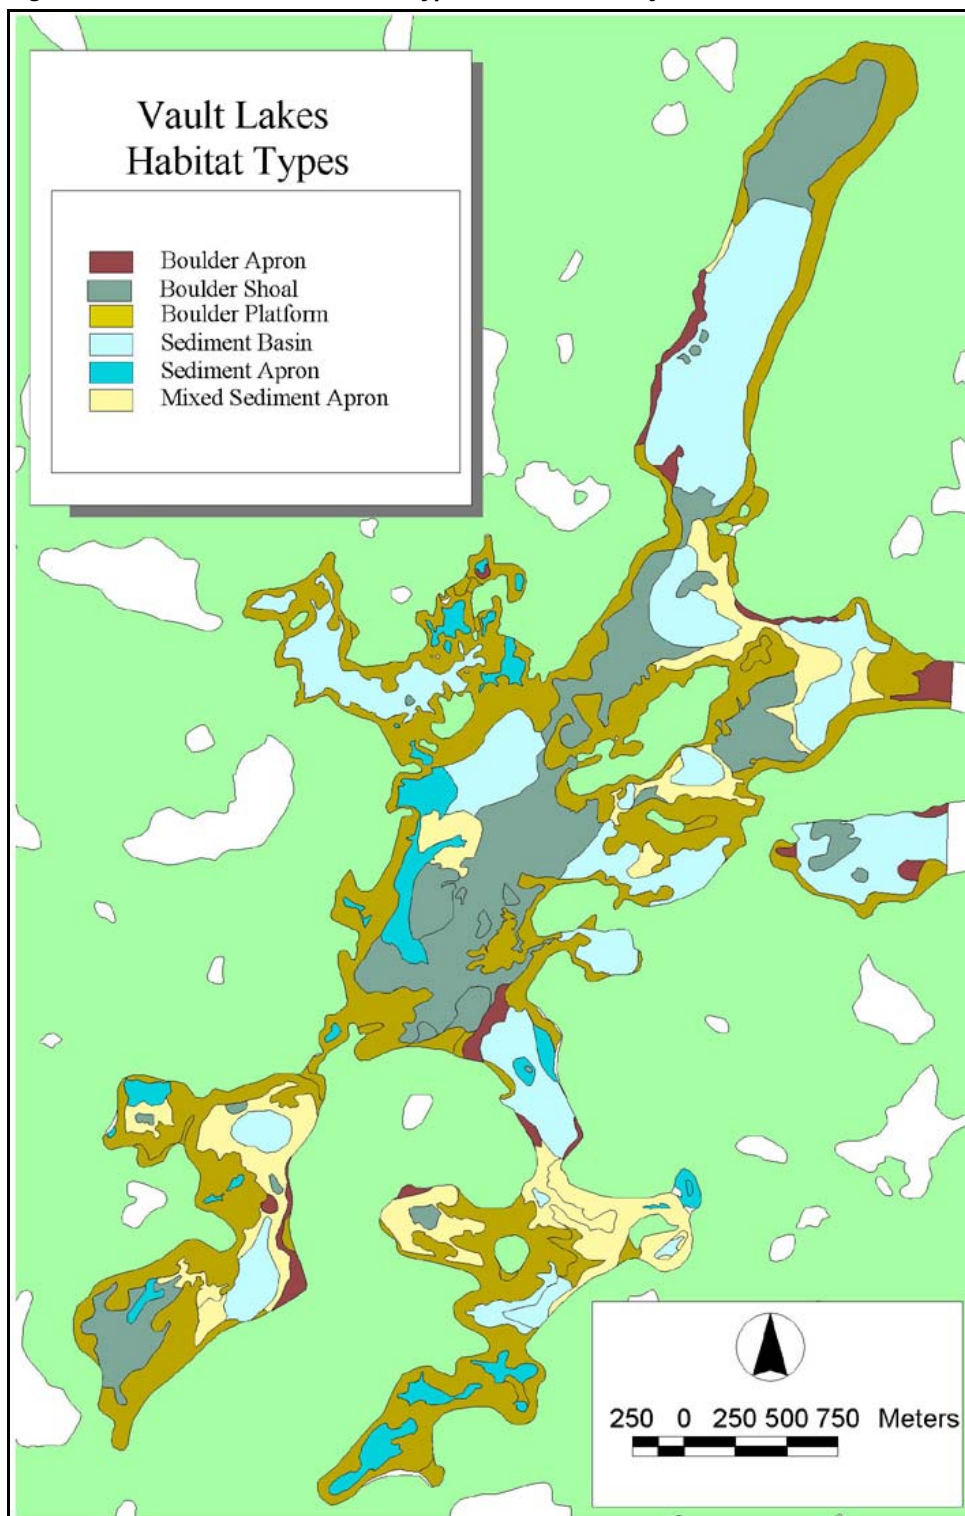 Vault Lakes
Habitat Types
Boulder Apron
Boulder Shoal
Boulder Platform
Sediment Basin
Sediment Apron
Mixed Sediment Apron
250 0 250 500 750 Meters